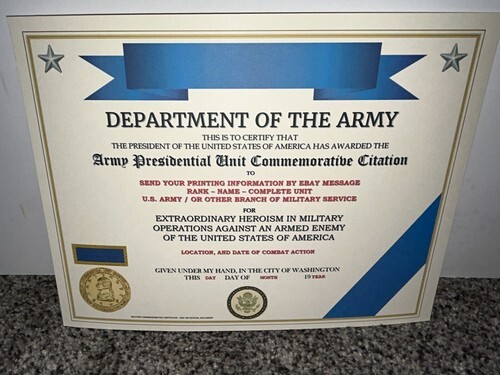 DEPARTMENT OF THE ARMY
THIS IS TO CERTIFY THAT
THE PRESIDENT OF THE UNITED STATES OF AMERICA HAS AWARDED THE
Army Presidential Unit Commemorative Citation
TO
SEND YOUR PRINTING INFORMATION BY EBAY MESSAGE
RANK – NAME – COMPLETE UNIT
U.S. ARMY / OR OTHER BRANCH OF MILITARY SERVICE
FOR
EXTRAORDINARY HEROISM IN MILITARY
OPERATIONS AGAINST AN ARMED ENEMY
OF THE UNITED STATES OF AMERICA
LOCATION, AND DATE OF COMBAT ACTION
GIVEN UNDER MY HAND, IN THE CITY OF WASHINGTON
THIS DAY DAY OF MONTH 19 YEAR